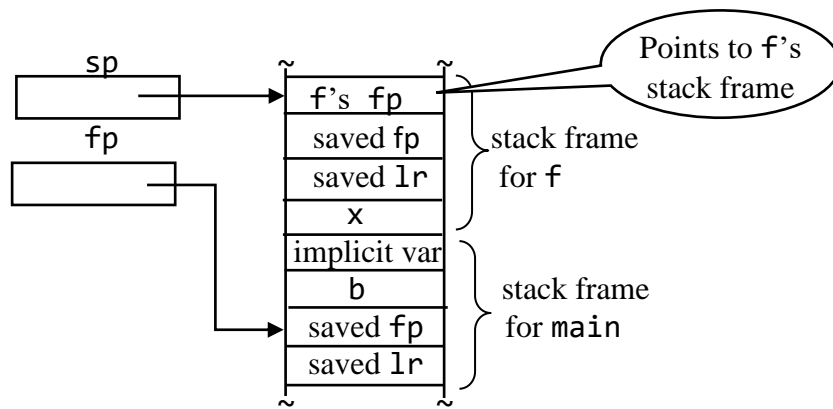 sp
fp
~ ~
f's fp
saved fp
saved lr
x
implicit var
b
saved fp
saved lr
~ ~
stack frame
for f
stack frame
for main
Points to f's
stack frame